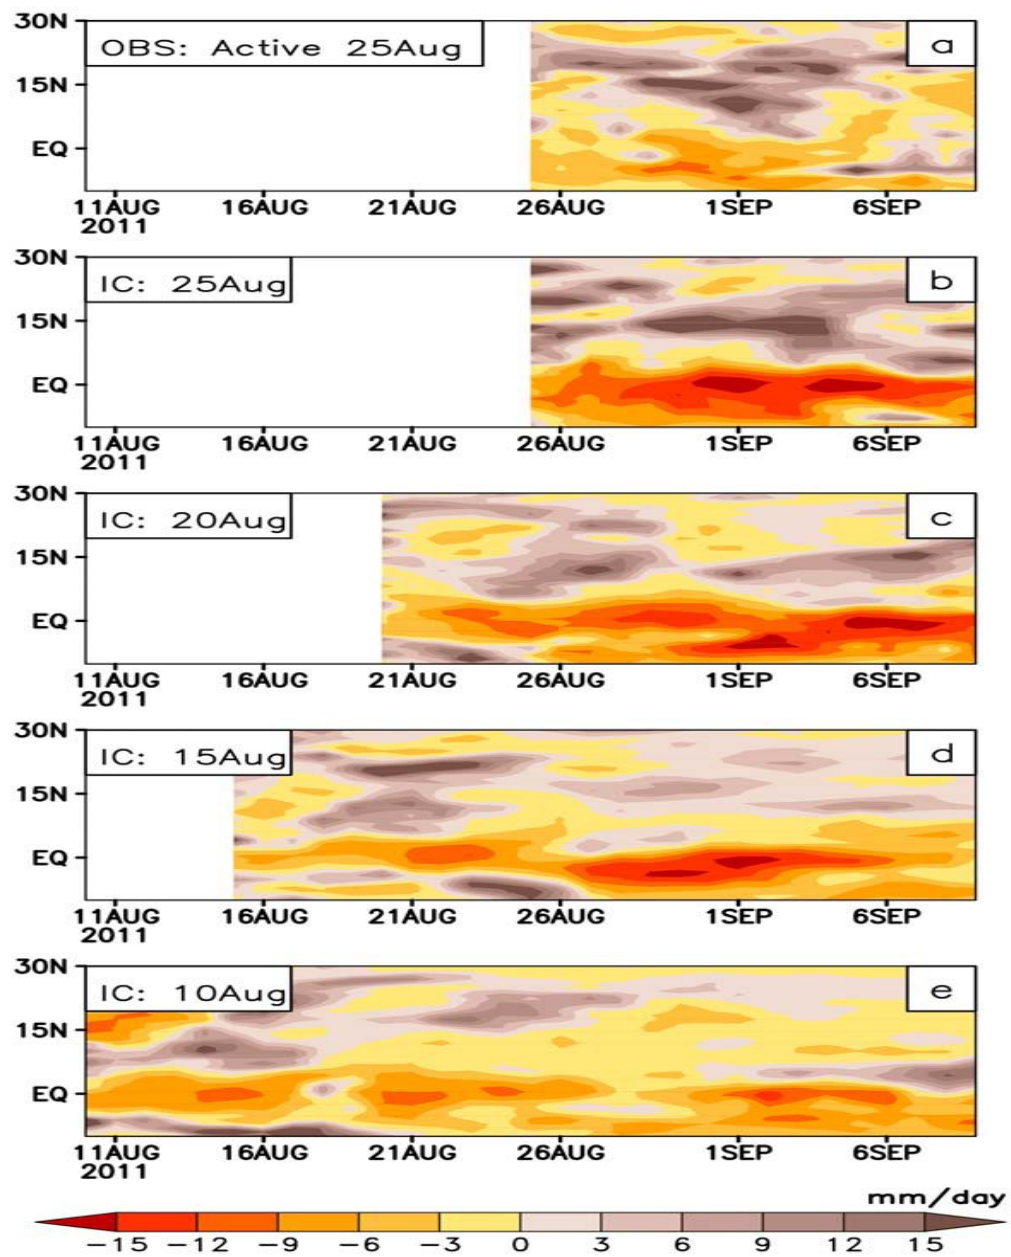 30N
OBS: Active 25Aug
a
15N
EQ
11AUG 16AUG 21AUG 26AUG 1SEP 6SEP
2011
30N
IC: 25Aug
b
15N
EQ
11AUG 16AUG 21AUG 26AUG 1SEP 6SEP
2011
30N
IC: 20Aug
c
15N
EQ
11AUG 16AUG 21AUG 26AUG 1SEP 6SEP
2011
30N
IC: 15Aug
d
15N
EQ
11AUG 16AUG 21AUG 26AUG 1SEP 6SEP
2011
30N
IC: 10Aug
e
15N
EQ
11AUG 16AUG 21AUG 26AUG 1SEP 6SEP
2011
mm/day
−15 −12 −9 −6 −3 0 3 6 9 12 15